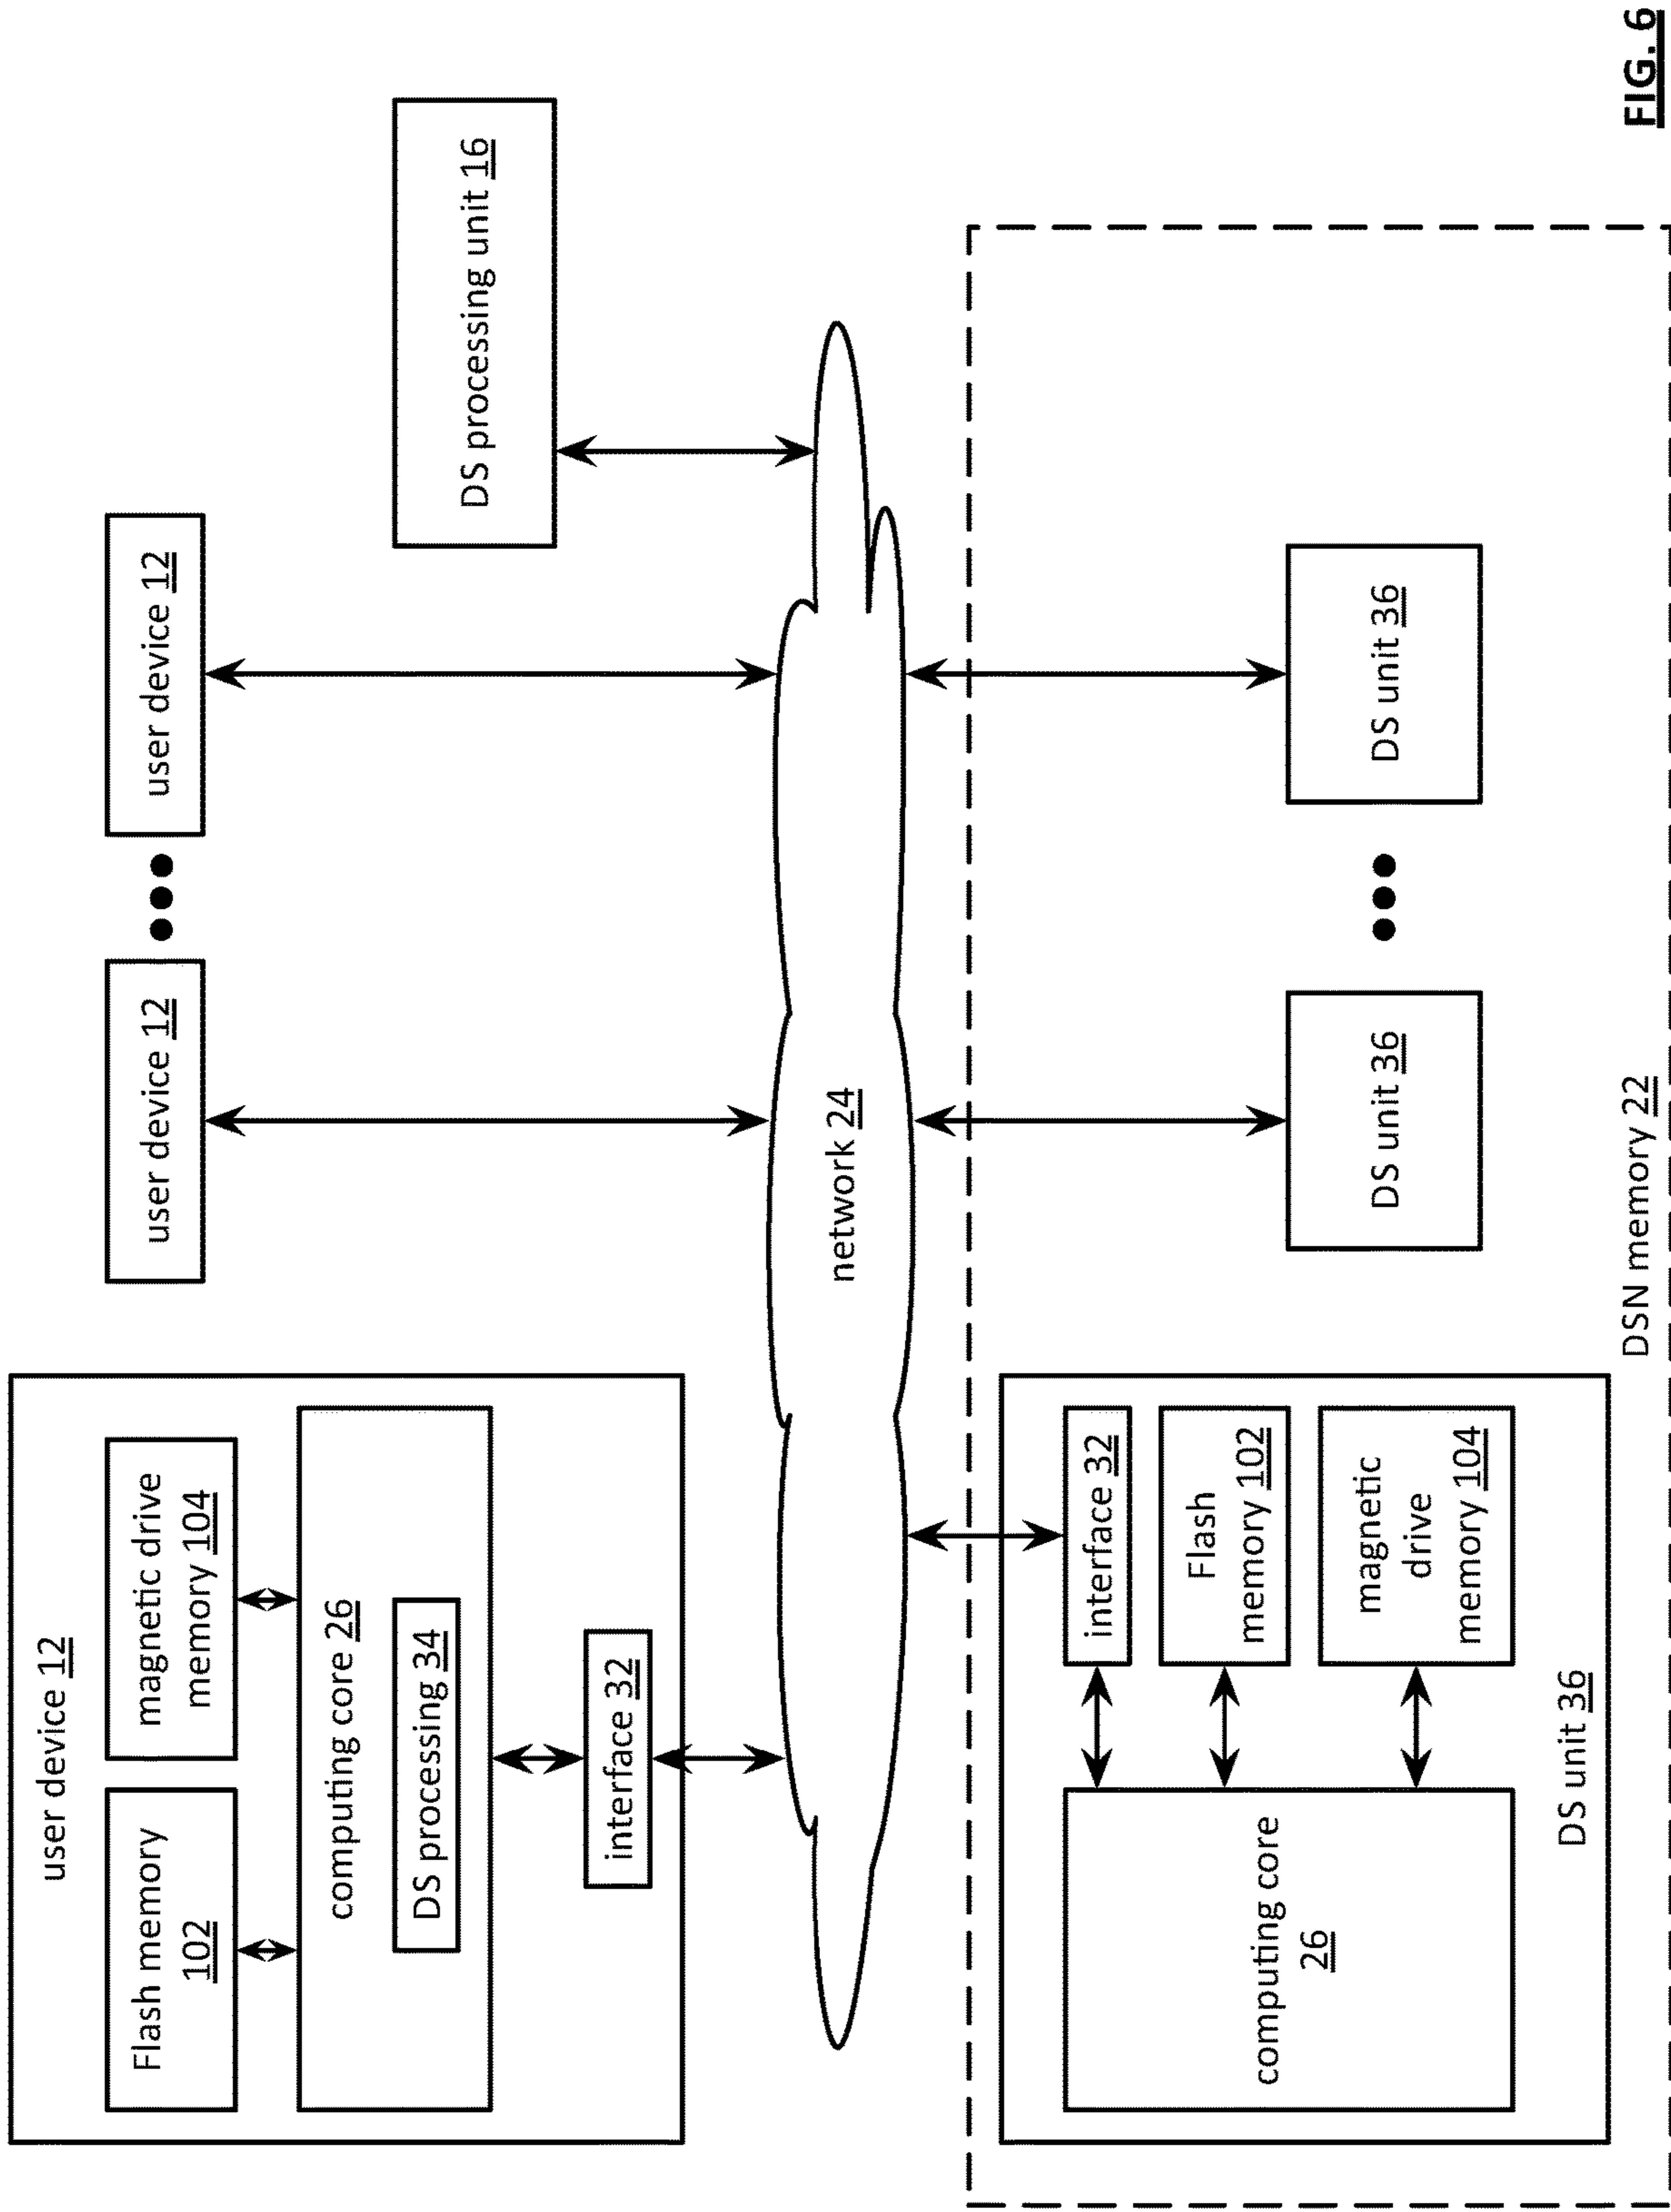 user device 12
Flash memory
102
magnetic drive
memory 104
computing core 26
DS processing 34
interface 32
user device 12
user device 12
DS processing unit 16
network 24
computing core
26
interface 32
Flash
memory 102
magnetic
drive
memory 104
DS unit 36
DS unit 36
DS unit 36
DSN memory 22
FIG. 6